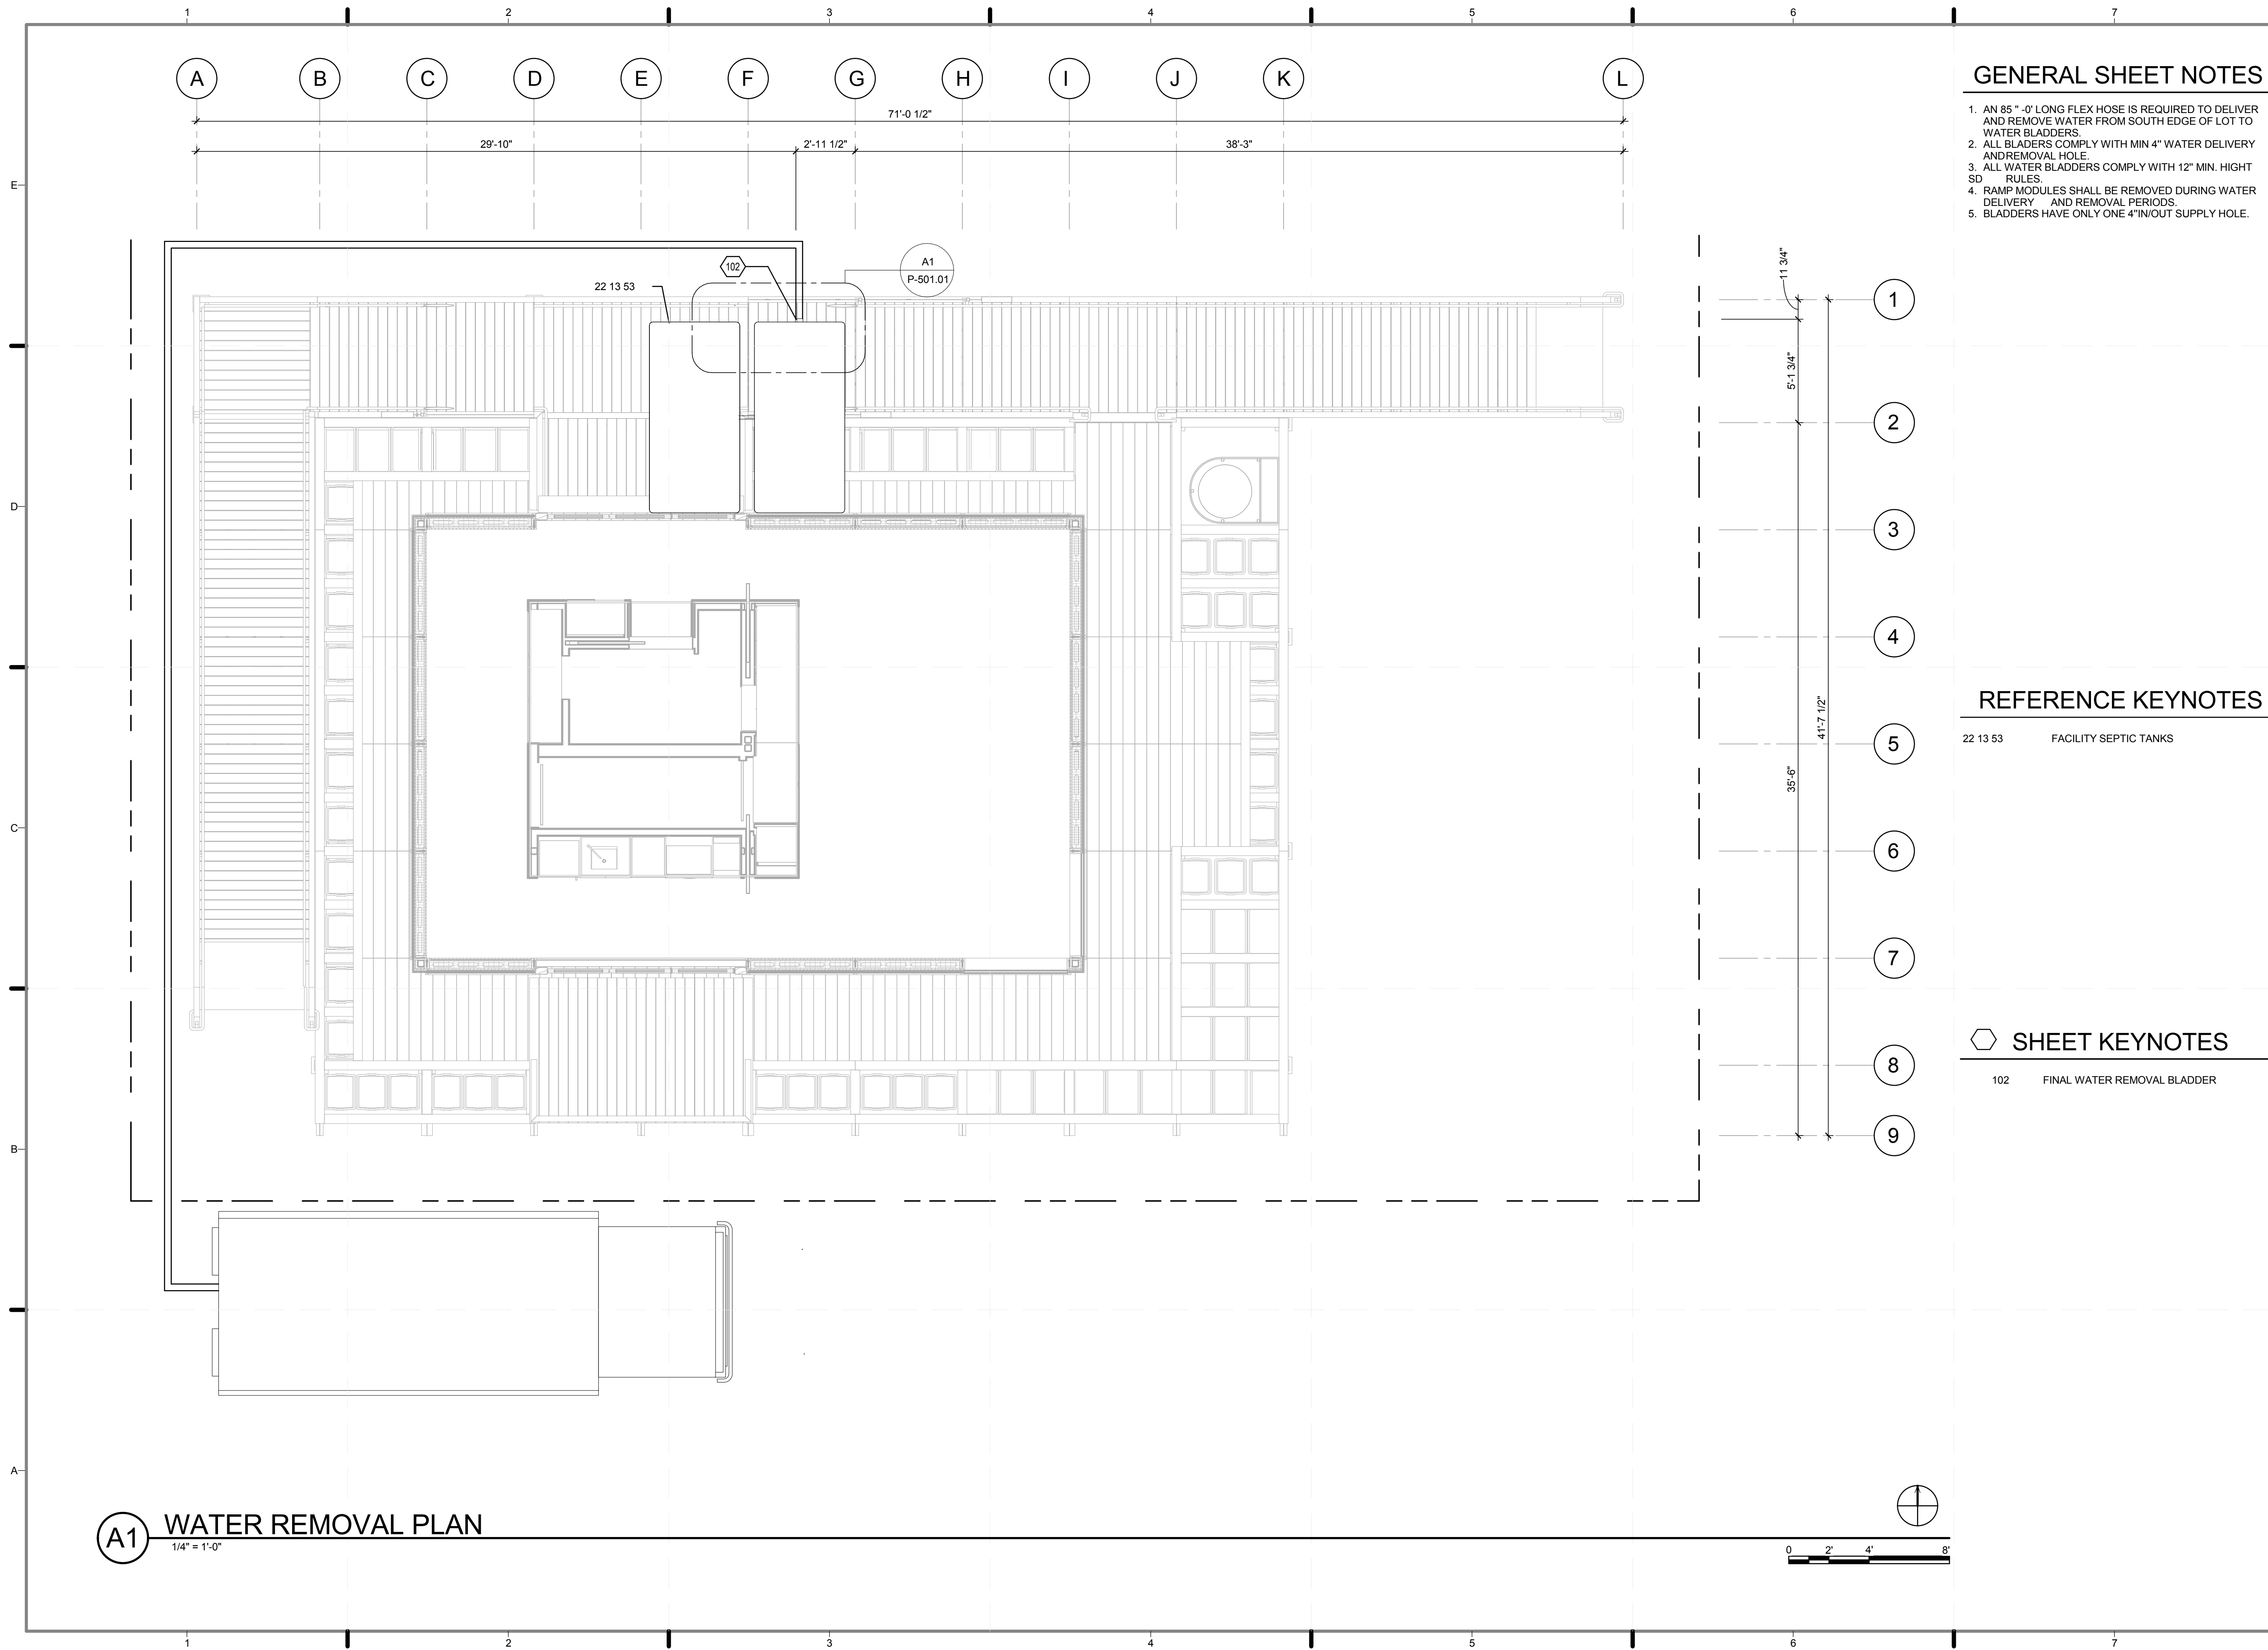 1 2 3 4 5 6 7
A B C D E F G H I J K L
GENERAL SHEET NOTES
1. AN 85 " -0' LONG FLEX HOSE IS REQUIRED TO DELIVER
AND REMOVE WATER FROM SOUTH EDGE OF LOT TO
WATER BLADDERS.
2. ALL BLADERS COMPLY WITH MIN 4" WATER DELIVERY
ANDREMOVAL HOLE.
3. ALL WATER BLADDERS COMPLY WITH 12" MIN. HIGHT
SD RULES.
4. RAMP MODULES SHALL BE REMOVED DURING WATER
DELIVERY AND REMOVAL PERIODS.
5. BLADDERS HAVE ONLY ONE 4"IN/OUT SUPPLY HOLE.
71'-0 1/2"
29'-10" 2'-11 1/2" 38'-3"
E
102
A1
P-501.01
22 13 53
11 3/4"
1
5'-1 3/4"
2
D
3
4
REFERENCE KEYNOTES
41'-7 1/2"
22 13 53 FACILITY SEPTIC TANKS
5
35'-6"
C
6
7
SHEET KEYNOTES
8
102 FINAL WATER REMOVAL BLADDER
9
B
A
A1 WATER REMOVAL PLAN
1/4" = 1'-0"
0 2' 4' 8'
1 2 3 4 5 6 7